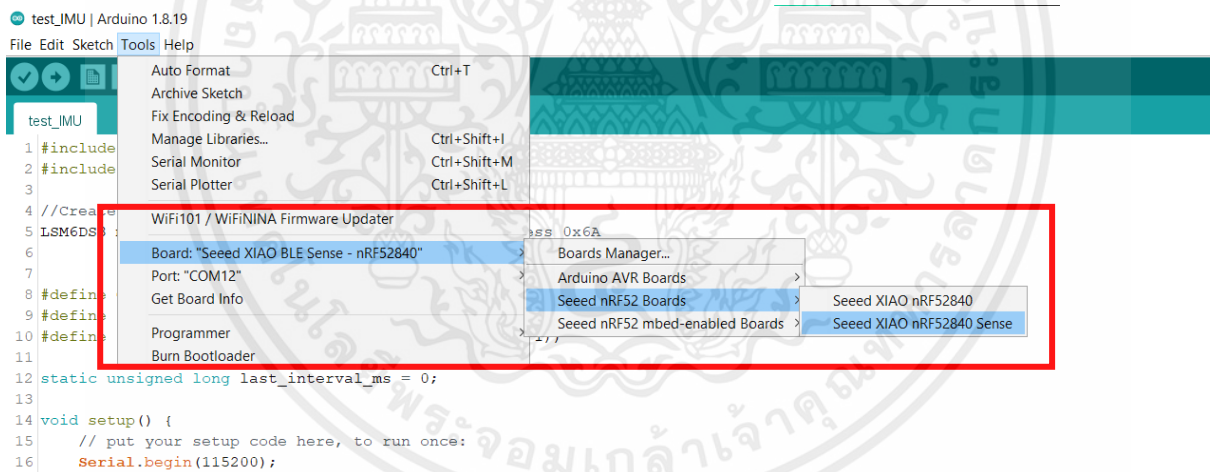 test_IMU | Arduino 1.8.19
File Edit Sketch Tools Help
Auto Format Ctrl+T
Archive Sketch
Fix Encoding & Reload
Manage Libraries... Ctrl+Shift+I
Serial Monitor Ctrl+Shift+M
Serial Plotter Ctrl+Shift+L
WiFi101 / WiFiNINA Firmware Updater
Board: "Seeed XIAO BLE Sense - nRF52840"
Port: "COM12"
Get Board Info
Programmer
Burn Bootloader
Boards Manager...
Arduino AVR Boards
Seeed nRF52 Boards
Seeed nRF52 mbed-enabled Boards
Seeed XIAO nRF52840
Seeed XIAO nRF52840 Sense
test_IMU
1 #include
2 #include
3
4 //Create
5 LSM6DS3 0x6A
6
7
8 #define
9 #define
10 #define
11
12 static unsigned long last_interval_ms = 0;
13
14 void setup() {
15 // put your setup code here, to run once:
16 Serial.begin(115200);